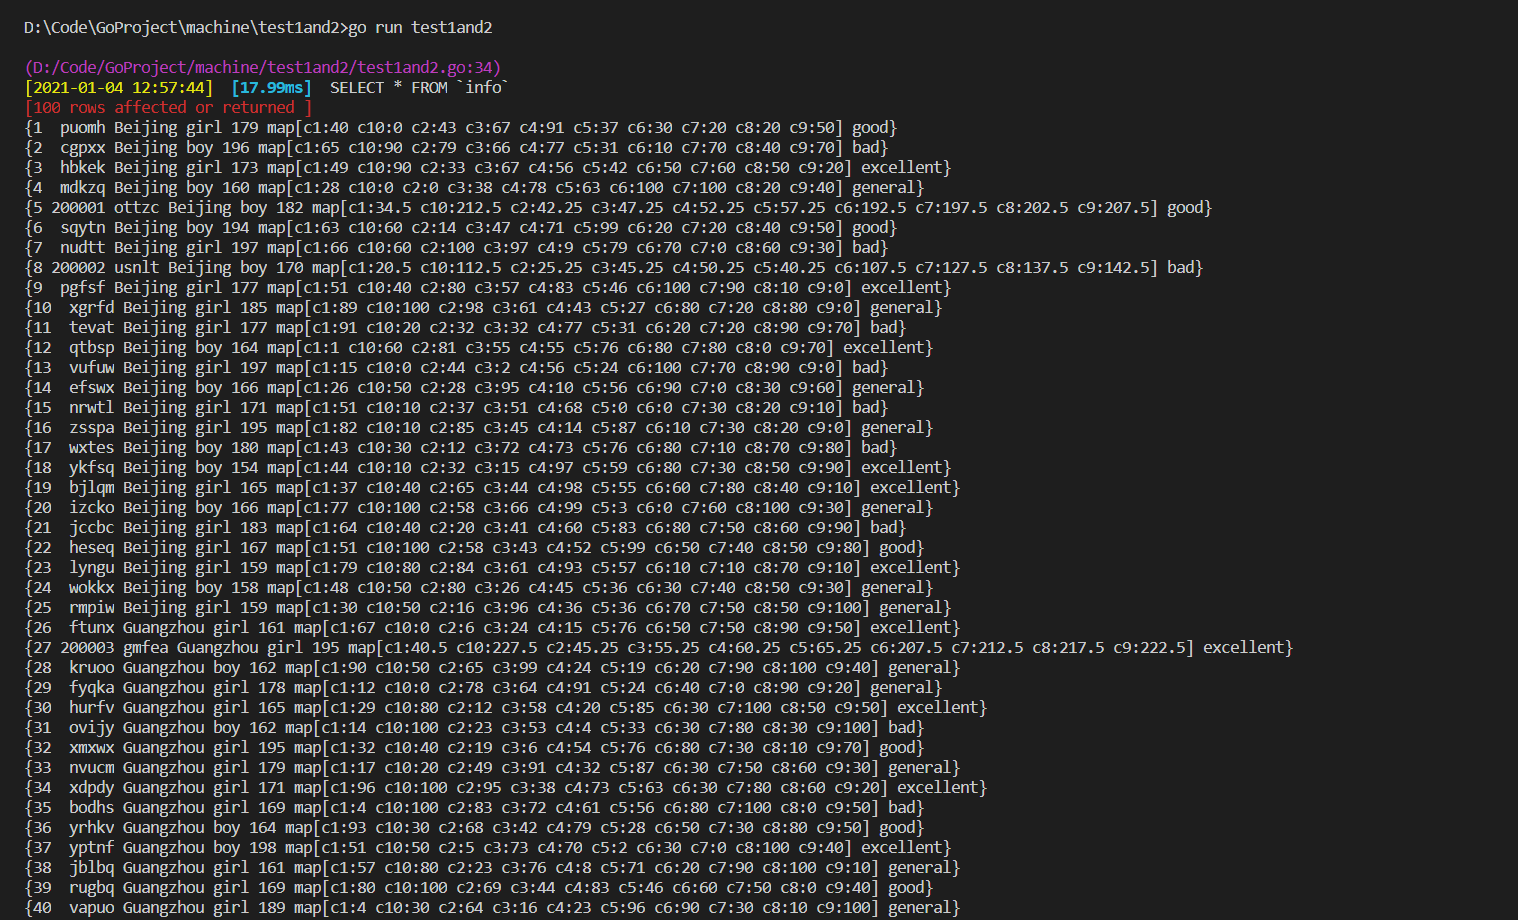 D:\Code\GoProject\machine\test1and2>go run test1and2
(D:/Code/GoProject/machine/test1and2/test1and2.go:34)
[2021-01-04 12:57:44]  [17.99ms]  SELECT * FROM `info`
[100 rows affected or returned ]
{1  puomh Beijing girl 179 map[c1:40 c10:0 c2:43 c3:67 c4:91 c5:37 c6:30 c7:20 c8:20 c9:50] good}
{2  cgpxx Beijing boy 196 map[c1:65 c10:90 c2:79 c3:66 c4:77 c5:31 c6:10 c7:70 c8:40 c9:70] bad}
{3  hbkek Beijing girl 173 map[c1:49 c10:90 c2:33 c3:67 c4:56 c5:42 c6:50 c7:60 c8:50 c9:20] excellent}
{4  mdkzq Beijing boy 160 map[c1:28 c10:0 c2:0 c3:38 c4:78 c5:63 c6:100 c7:100 c8:20 c9:40] general}
{5 200001 ottzc Beijing boy 182 map[c1:34.5 c10:212.5 c2:42.25 c3:47.25 c4:52.25 c5:57.25 c6:192.5 c7:197.5 c8:202.5 c9:207.5] good}
{6  sqytn Beijing boy 194 map[c1:63 c10:60 c2:14 c3:47 c4:71 c5:99 c6:20 c7:20 c8:40 c9:50] good}
{7  nudtt Beijing girl 197 map[c1:66 c10:60 c2:100 c3:97 c4:9 c5:79 c6:70 c7:0 c8:60 c9:30] bad}
{8 200002 usnlt Beijing boy 170 map[c1:20.5 c10:112.5 c2:25.25 c3:45.25 c4:50.25 c5:40.25 c6:107.5 c7:127.5 c8:137.5 c9:142.5] bad}
{9  pgfsf Beijing girl 177 map[c1:51 c10:40 c2:80 c3:57 c4:83 c5:46 c6:100 c7:90 c8:10 c9:0] excellent}
{10  xgrfd Beijing girl 185 map[c1:89 c10:100 c2:98 c3:61 c4:43 c5:27 c6:80 c7:20 c8:80 c9:0] general}
{11  tevat Beijing girl 177 map[c1:91 c10:20 c2:32 c3:32 c4:77 c5:31 c6:20 c7:20 c8:90 c9:70] bad}
{12  qtbsp Beijing boy 164 map[c1:1 c10:60 c2:81 c3:55 c4:55 c5:76 c6:80 c7:80 c8:0 c9:70] excellent}
{13  vufuw Beijing girl 197 map[c1:15 c10:0 c2:44 c3:2 c4:56 c5:24 c6:100 c7:70 c8:90 c9:0] bad}
{14  efswx Beijing boy 166 map[c1:26 c10:50 c2:28 c3:95 c4:10 c5:56 c6:90 c7:0 c8:30 c9:60] general}
{15  nrwtl Beijing girl 171 map[c1:51 c10:10 c2:37 c3:51 c4:68 c5:0 c6:0 c7:30 c8:20 c9:10] bad}
{16  zsspa Beijing girl 195 map[c1:82 c10:10 c2:85 c3:45 c4:14 c5:87 c6:10 c7:30 c8:20 c9:0] general}
{17  wxtes Beijing boy 180 map[c1:43 c10:30 c2:12 c3:72 c4:73 c5:76 c6:80 c7:10 c8:70 c9:80] bad}
{18  ykfsq Beijing boy 154 map[c1:44 c10:10 c2:32 c3:15 c4:97 c5:59 c6:80 c7:30 c8:50 c9:90] excellent}
{19  bjlqm Beijing girl 165 map[c1:37 c10:40 c2:65 c3:44 c4:98 c5:55 c6:60 c7:80 c8:40 c9:10] excellent}
{20  izcko Beijing boy 166 map[c1:77 c10:100 c2:58 c3:66 c4:99 c5:3 c6:0 c7:60 c8:100 c9:30] general}
{21  jccbc Beijing girl 183 map[c1:64 c10:40 c2:20 c3:41 c4:60 c5:83 c6:80 c7:50 c8:60 c9:90] bad}
{22  heseq Beijing girl 167 map[c1:51 c10:100 c2:58 c3:43 c4:52 c5:99 c6:50 c7:40 c8:50 c9:80] good}
{23  lyngu Beijing girl 159 map[c1:79 c10:80 c2:84 c3:61 c4:93 c5:57 c6:10 c7:10 c8:70 c9:10] excellent}
{24  wokkx Beijing boy 158 map[c1:48 c10:50 c2:80 c3:26 c4:45 c5:36 c6:30 c7:40 c8:50 c9:30] general}
{25  rmpiw Beijing girl 159 map[c1:30 c10:50 c2:16 c3:96 c4:36 c5:36 c6:70 c7:50 c8:50 c9:100] general}
{26  ftunx Guangzhou girl 161 map[c1:67 c10:0 c2:6 c3:24 c4:15 c5:76 c6:50 c7:50 c8:90 c9:50] excellent}
{27 200003 gmfea Guangzhou girl 195 map[c1:40.5 c10:227.5 c2:45.25 c3:55.25 c4:60.25 c5:65.25 c6:207.5 c7:212.5 c8:217.5 c9:222.5] excellent}
{28  kruoo Guangzhou boy 162 map[c1:90 c10:50 c2:65 c3:99 c4:24 c5:19 c6:20 c7:90 c8:100 c9:40] general}
{29  fyqka Guangzhou girl 178 map[c1:12 c10:0 c2:78 c3:64 c4:91 c5:24 c6:40 c7:0 c8:90 c9:20] general}
{30  hurfv Guangzhou girl 165 map[c1:29 c10:80 c2:12 c3:58 c4:20 c5:85 c6:30 c7:100 c8:50 c9:50] excellent}
{31  ovijy Guangzhou boy 162 map[c1:14 c10:100 c2:23 c3:53 c4:4 c5:33 c6:30 c7:80 c8:30 c9:100] bad}
{32  xmxwx Guangzhou girl 195 map[c1:32 c10:40 c2:19 c3:6 c4:54 c5:76 c6:80 c7:30 c8:10 c9:70] good}
{33  nvucm Guangzhou girl 179 map[c1:17 c10:20 c2:49 c3:91 c4:32 c5:87 c6:30 c7:50 c8:60 c9:30] general}
{34  xdpdy Guangzhou girl 171 map[c1:96 c10:100 c2:95 c3:38 c4:73 c5:63 c6:30 c7:80 c8:60 c9:20] excellent}
{35  bodhs Guangzhou girl 169 map[c1:4 c10:100 c2:83 c3:72 c4:61 c5:56 c6:80 c7:100 c8:0 c9:50] bad}
{36  yrhkv Guangzhou boy 164 map[c1:93 c10:30 c2:68 c3:42 c4:79 c5:28 c6:50 c7:30 c8:80 c9:50] good}
{37  yptnf Guangzhou boy 198 map[c1:51 c10:50 c2:5 c3:73 c4:70 c5:2 c6:30 c7:0 c8:100 c9:40] excellent}
{38  jblbq Guangzhou girl 161 map[c1:57 c10:80 c2:23 c3:76 c4:8 c5:71 c6:20 c7:90 c8:100 c9:10] general}
{39  rugbq Guangzhou girl 169 map[c1:80 c10:100 c2:69 c3:44 c4:83 c5:46 c6:60 c7:50 c8:0 c9:40] good}
{40  vapuo Guangzhou girl 189 map[c1:4 c10:30 c2:64 c3:16 c4:23 c5:96 c6:90 c7:30 c8:10 c9:100] general}